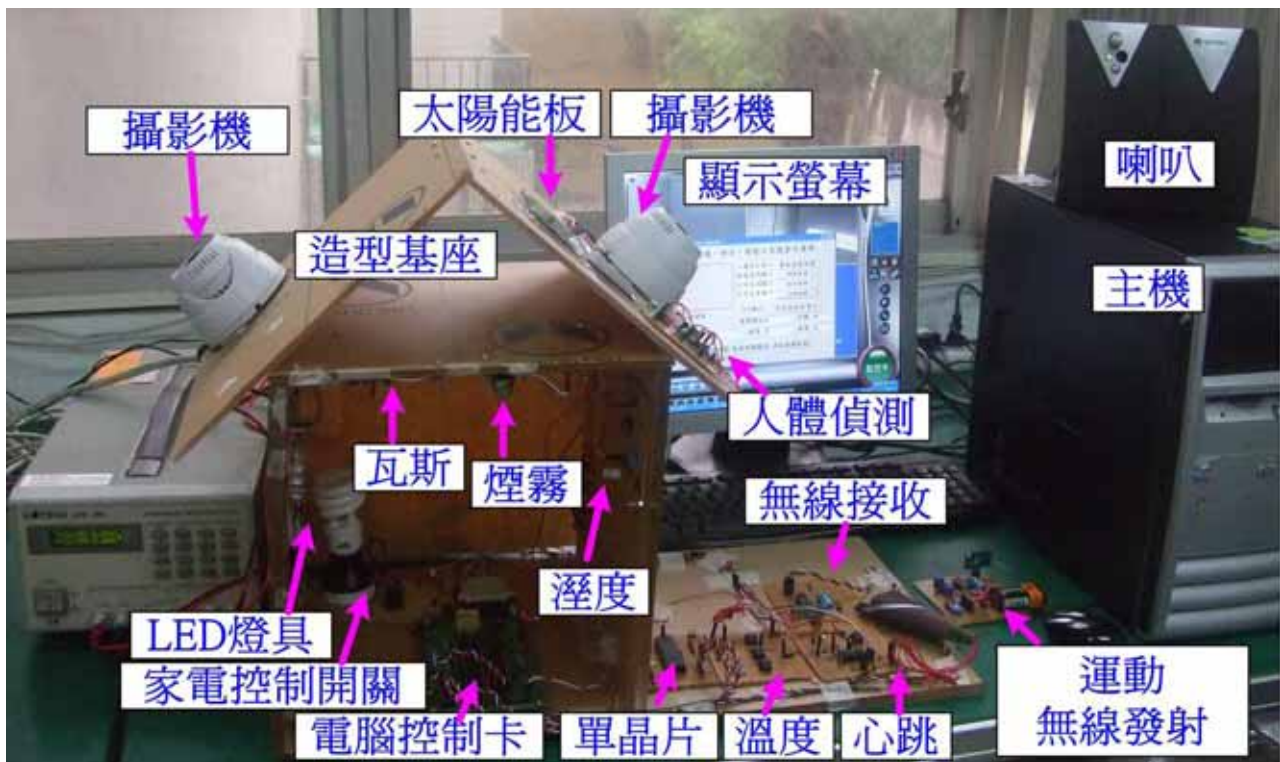 攝影機
太陽能板
攝影機
顯示螢幕
喇叭
造型基座
主機
人體偵測
瓦斯
煙霧
無線接收
溼度
LED燈具
家電控制開關
電腦控制卡
單晶片
溫度
心跳
運動
無線發射